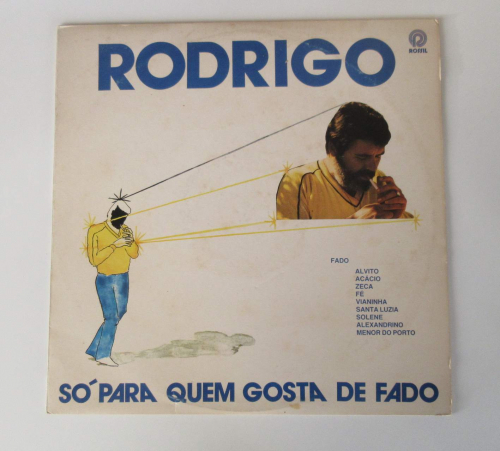 RODRIGO
ROSSIL
FADO
ALVITO
ACÁCIO
ZECA
FÉ
VIANINHA
SANTA LUZIA
SOLENE
ALEXANDRINO
MENOR DO PORTO
SÓ PARA QUEM GOSTA DE FADO